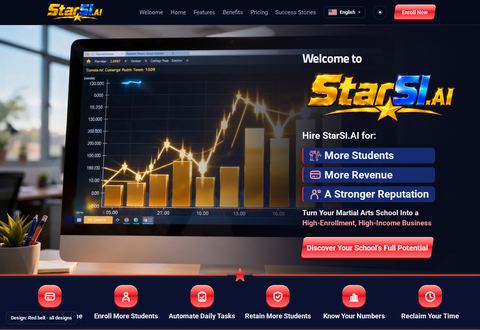 StarSI.AI
Welcome
Home
Features
Benefits
Pricing
Success Stories
English
Enroll Now
Welcome to
StarSI.AI
Hire StarSI.AI for:
More Students
More Revenue
A Stronger Reputation
Turn Your Martial Arts School Into a
High-Enrollment, High-Income Business
Discover Your School's Full Potential
Enroll More Students
Automate Daily Tasks
Retain More Students
Know Your Numbers
Reclaim Your Time
Design: Red belt · all designs